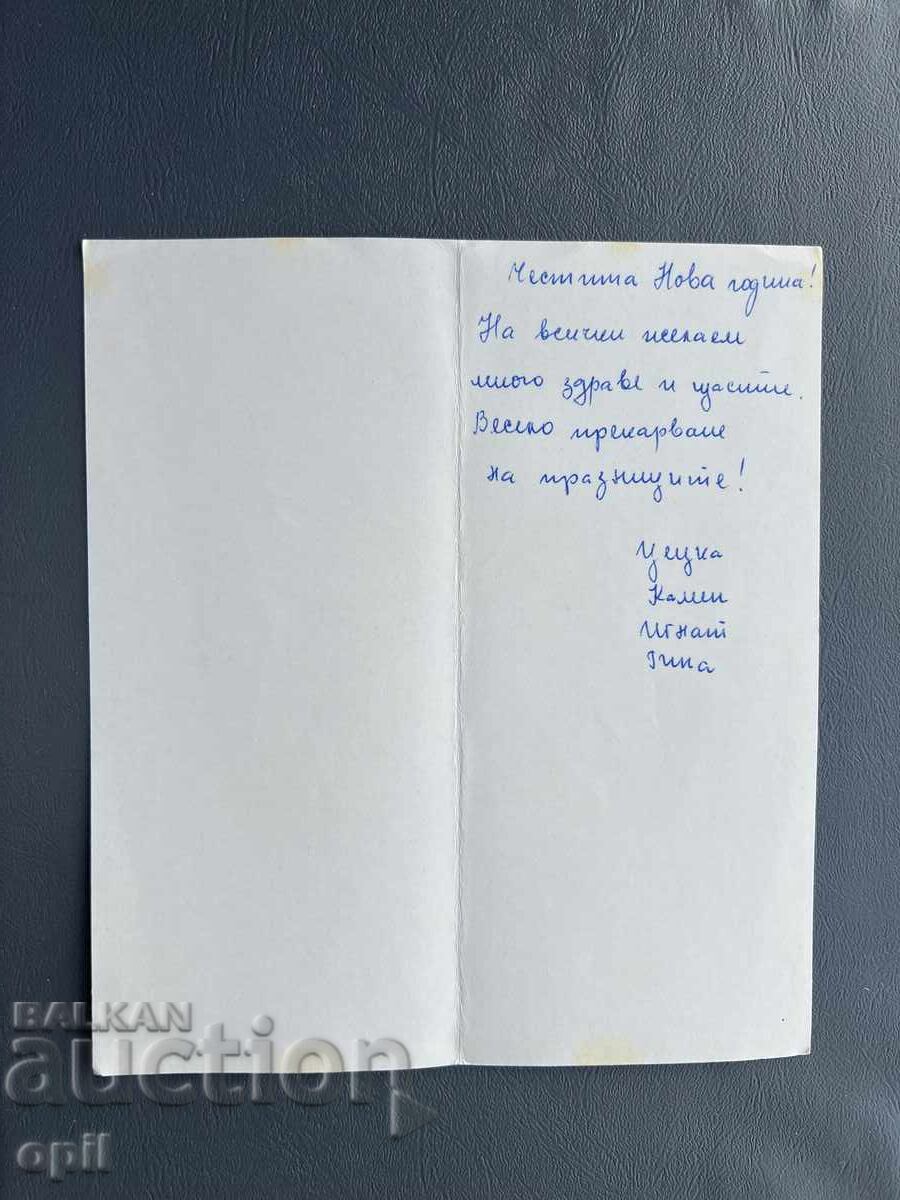 Честита Нова година!
На всички желаем
много здраве и щастие.
Весело прекарване
на празниците!
Цецка
Камен
Игнат
Гина
BALKAN
auction
opil